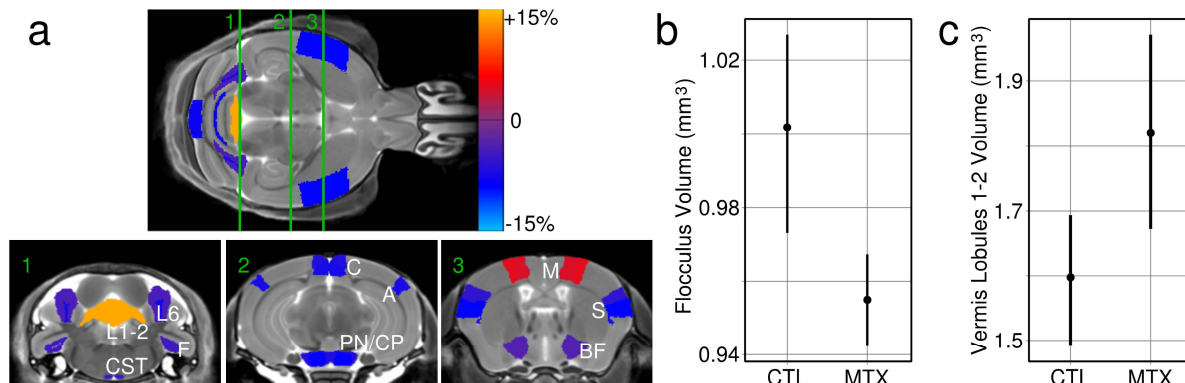 a
1
2
3
+15%
0
-15%
1
L6
L1-2
F
CST
2
C
A
PN/CP
3
M
S
BF
b
Flocculus Volume (mm³)
1.02
0.98
0.94
CTL
MTX
c
Vermis Lobules 1-2 Volume (mm³)
1.9
1.7
1.5
CTL
MTX